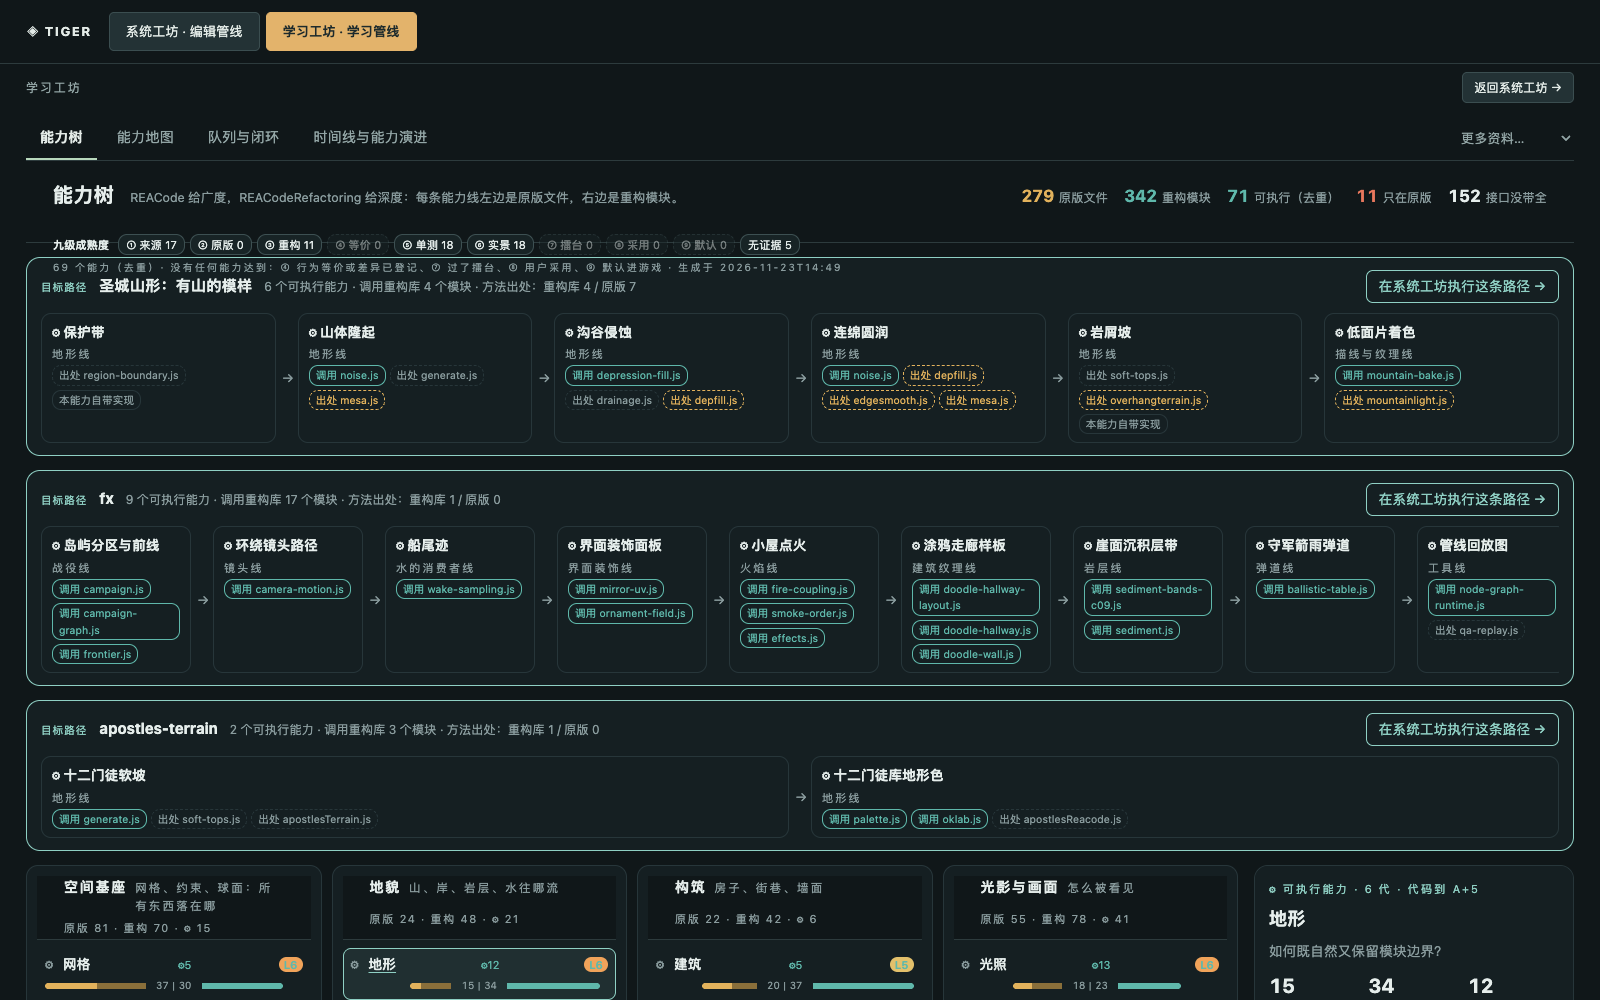 ◈ TIGER
系统工坊 · 编辑管线
学习工坊 · 学习管线
学习工坊
返回系统工坊 →
能力树
能力地图
队列与闭环
时间线与能力演进
更多资料…
能力树 REACode 给广度，REACodeRefactoring 给深度：每条能力线左边是原版文件，右边是重构模块。
279 原版文件 342 重构模块 71 可执行（去重） 11 只在原版 152 接口没带全
九级成熟度 ① 来源 17 ② 原版 0 ③ 重构 11 ④ 等价 0 ⑤ 单测 18 ⑥ 实景 18 ⑦ 擂台 0 ⑧ 采用 0 ⑨ 默认 0 无证据 5
69 个能力（去重）· 没有任何能力达到：④ 行为等价或差异已登记、⑦ 过了擂台、⑧ 用户采用、⑨ 默认进游戏 · 生成于 2026-11-23T14:49
目标路径 圣城山形：有山的模样 6 个可执行能力 · 调用重构库 4 个模块 · 方法出处：重构库 4 / 原版 7
在系统工坊执行这条路径 →
⚙ 保护带
地形线
出处 region-boundary.js
本能力自带实现
→
⚙ 山体隆起
地形线
调用 noise.js 出处 generate.js
出处 mesa.js
→
⚙ 沟谷侵蚀
地形线
调用 depression-fill.js
出处 drainage.js 出处 depfill.js
→
⚙ 连绵圆润
地形线
调用 noise.js 出处 depfill.js
出处 edgesmooth.js 出处 mesa.js
→
⚙ 岩屑坡
地形线
出处 soft-tops.js
出处 overhangterrain.js
本能力自带实现
→
⚙ 低面片着色
描线与纹理线
调用 mountain-bake.js
出处 mountainlight.js
目标路径 fx 9 个可执行能力 · 调用重构库 17 个模块 · 方法出处：重构库 1 / 原版 0
在系统工坊执行这条路径 →
⚙ 岛屿分区与前线
战役线
调用 campaign.js
调用 campaign-
graph.js
调用 frontier.js
→
⚙ 环绕镜头路径
镜头线
调用 camera-motion.js
→
⚙ 船尾迹
水的消费者线
调用 wake-sampling.js
→
⚙ 界面装饰面板
界面装饰线
调用 mirror-uv.js
调用 ornament-field.js
→
⚙ 小屋点火
火焰线
调用 fire-coupling.js
调用 smoke-order.js
调用 effects.js
→
⚙ 涂鸦走廊样板
建筑纹理线
调用 doodle-hallway-
layout.js
调用 doodle-hallway.js
调用 doodle-wall.js
→
⚙ 崖面沉积层带
岩层线
调用 sediment-bands-
c09.js
调用 sediment.js
→
⚙ 守军箭雨弹道
弹道线
调用 ballistic-table.js
→
⚙ 管线回放图
工具线
调用 node-graph-
runtime.js
出处 qa-replay.js
目标路径 apostles-terrain 2 个可执行能力 · 调用重构库 3 个模块 · 方法出处：重构库 1 / 原版 0
在系统工坊执行这条路径 →
⚙ 十二门徒软坡
地形线
调用 generate.js 出处 soft-tops.js 出处 apostlesTerrain.js
→
⚙ 十二门徒库地形色
地形线
调用 palette.js 调用 oklab.js 出处 apostlesReacode.js
空间基座 网格、约束、球面：所
有东西落在哪
原版 81 · 重构 70 · ⚙ 15
⚙ 网格 ⚙5 L6
37 | 30
地貌 山、岸、岩层、水往哪流
原版 24 · 重构 48 · ⚙ 21
⚙ 地形 ⚙12 L6
15 | 34
构筑 房子、街巷、墙面
原版 22 · 重构 42 · ⚙ 6
⚙ 建筑 ⚙5 L5
20 | 37
光影与画面 怎么被看见
原版 55 · 重构 78 · ⚙ 41
⚙ 光照 ⚙13 L6
18 | 23
⚙ 可执行能力 · 6 代 · 代码到 A+5
地形
如何既自然又保留模块边界?
15 34 12